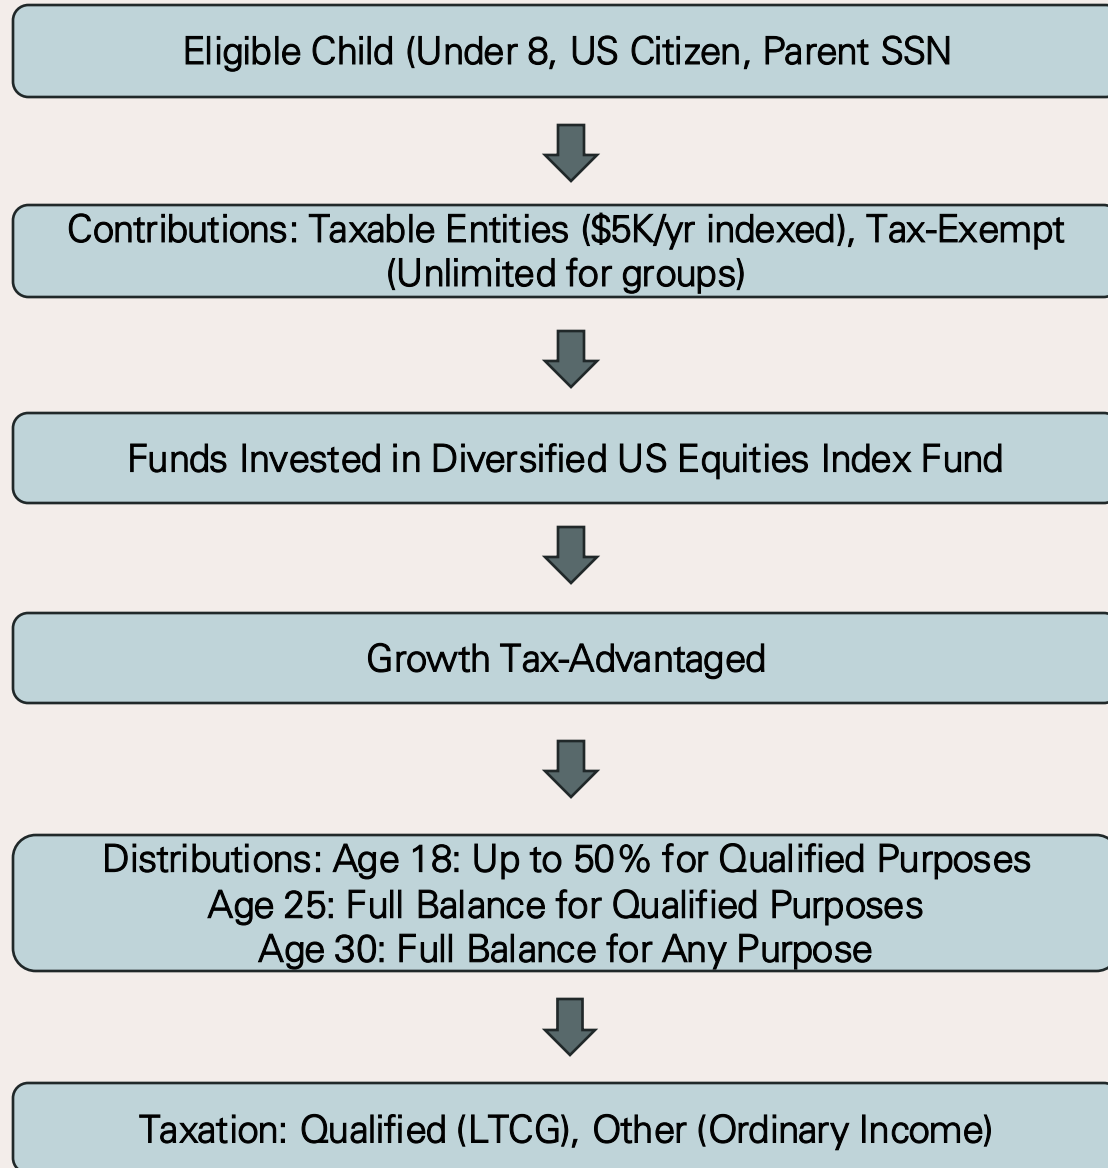 Eligible Child (Under 8, US Citizen, Parent SSN
Contributions: Taxable Entities ($5K/yr indexed), Tax-Exempt
(Unlimited for groups)
Funds Invested in Diversified US Equities Index Fund
Growth Tax-Advantaged
Distributions: Age 18: Up to 50% for Qualified Purposes
Age 25: Full Balance for Qualified Purposes
Age 30: Full Balance for Any Purpose
Taxation: Qualified (LTCG), Other (Ordinary Income)